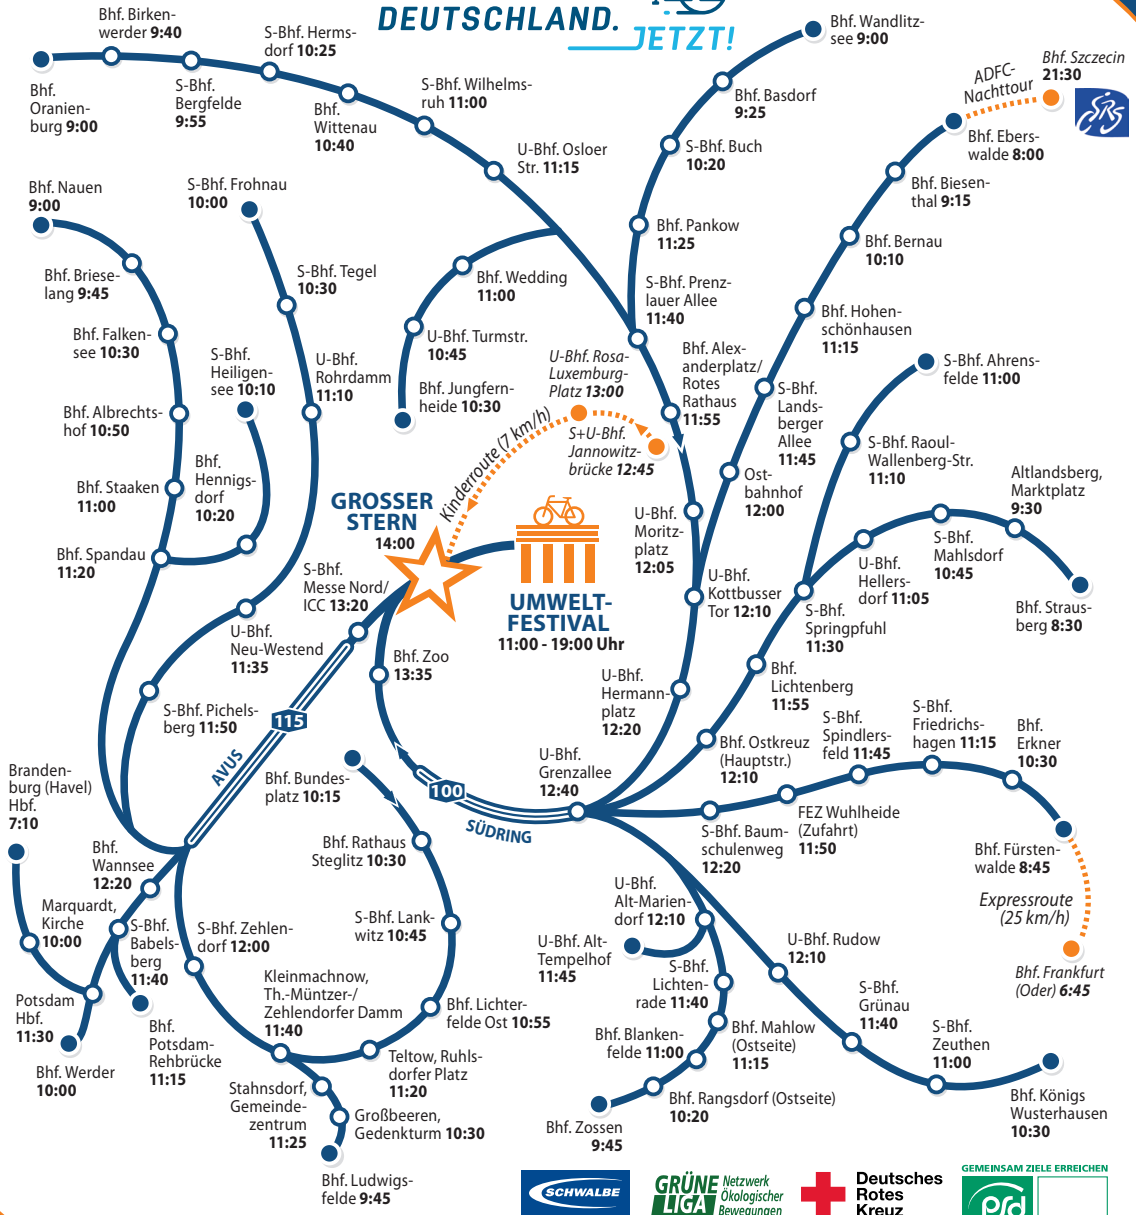 DEUTSCHLAND.
JETZT!
Bhf. Birken-
werder 9:40
S-Bhf. Herms-
dorf 10:25
Bhf.
Oranien-
burg 9:00
S-Bhf.
Bergfelde
9:55
Bhf.
Wittenau
10:40
S-Bhf. Wilhelms-
ruh 11:00
U-Bhf. Osloer
Str. 11:15
Bhf. Wandlitz-
see 9:00
Bhf. Basdorf
9:25
S-Bhf. Buch
10:20
Bhf. Pankow
11:25
S-Bhf. Prenz-
lauer Allee
11:40
Bhf. Szczecin
21:30
ADFC-
Nachttour
Bhf. Ebers-
walde 8:00
Bhf. Biesen-
thal 9:15
Bhf. Bernau
10:10
Bhf. Hohen-
schönhausen
11:15
S-Bhf. Ahrens-
felde 11:00
Bhf. Nauen
9:00
Bhf. Briese-
lang 9:45
Bhf. Falken-
see 10:30
Bhf. Albrechts-
hof 10:50
Bhf. Staaken
11:00
Bhf. Spandau
11:20
S-Bhf. Frohnau
10:00
S-Bhf. Tegel
10:30
U-Bhf.
Rohrdamm
11:10
S-Bhf.
Heiligen-
see 10:10
Bhf.
Hennigs-
dorf
10:20
Bhf. Wedding
11:00
U-Bhf. Turmstr.
10:45
Bhf. Jungfern-
heide 10:30
U-Bhf. Rosa-
Luxemburg-
Platz 13:00
S+U-Bhf.
Jannowitz-
brücke 12:45
Kinderroute (7 km/h)
Bhf. Alex-
anderplatz/
Rotes
Rathaus
11:55
S-Bhf.
Lands-
berger
Allee
11:45
S-Bhf. Raoul-
Wallenberg-Str.
11:10
Ost-
bahnhof
12:00
Altlandsberg,
Marktplatz
9:30
S-Bhf.
Mahlsdorf
10:45
U-Bhf.
Hellers-
dorf 11:05
Bhf. Straus-
berg 8:30
S-Bhf.
Springpfuhl
11:30
GROSSER
STERN
14:00
UMWELT-
FESTIVAL
11:00 - 19:00 Uhr
U-Bhf.
Moritz-
platz
12:05
U-Bhf.
Kottbusser
Tor 12:10
U-Bhf.
Hermann-
platz
12:20
Bhf.
Lichtenberg
11:55
Bhf. Ostkreuz
(Hauptstr.)
12:10
S-Bhf.
Messe Nord/
ICC 13:20
Bhf. Zoo
13:35
U-Bhf.
Neu-Westend
11:35
S-Bhf. Pichels-
berg 11:50
115
AVUS
100
SÜDRING
U-Bhf.
Grenzallee
12:40
S-Bhf.
Spindlers-
feld 11:45
S-Bhf.
Friedrichs-
hagen 11:15
Bhf.
Erkner
10:30
S-Bhf. Baum-
schulenweg
12:20
FEZ Wuhlheide
(Zufahrt)
11:50
Bhf. Fürsten-
walde 8:45
Expressroute
(25 km/h)
Bhf. Frankfurt
(Oder) 6:45
Branden-
burg (Havel)
Hbf.
7:10
Bhf.
Wannsee
12:20
Marquardt,
Kirche
10:00
S-Bhf.
Babels-
berg
11:40
Potsdam
Hbf.
11:30
Bhf. Werder
10:00
Bhf.
Potsdam-
Rehbrücke
11:15
Bhf. Bundes-
platz 10:15
Bhf. Rathaus
Steglitz 10:30
S-Bhf. Lank-
witz 10:45
Bhf. Lichter-
felde Ost 10:55
S-Bhf. Zehlen-
dorf 12:00
Kleinmachnow,
Th.-Müntzer-/
Zehlendorfer Damm
11:40
Teltow, Ruhls-
dorfer Platz
11:20
Stahnsdorf,
Gemeinde-
zentrum
11:25
Großbeeren,
Gedenkturm 10:30
Bhf. Ludwigs-
felde 9:45
U-Bhf.
Alt-Marien-
dorf 12:10
U-Bhf. Alt-
Tempelhof
11:45
S-Bhf.
Lichten-
rade 11:40
Bhf. Blanken-
felde 11:00
Bhf. Mahlow
(Ostseite)
11:15
Bhf. Rangsdorf (Ostseite)
10:20
Bhf. Zossen
9:45
U-Bhf. Rudow
12:10
S-Bhf.
Grünau
11:40
S-Bhf.
Zeuthen
11:00
Bhf. Königs
Wusterhausen
10:30
SCHWALBE
GRÜNE
LIGA
Netzwerk
Ökologischer
Bewegungen
Deutsches
Rotes
Kreuz
GEMEINSAM ZIELE ERREICHEN
prd